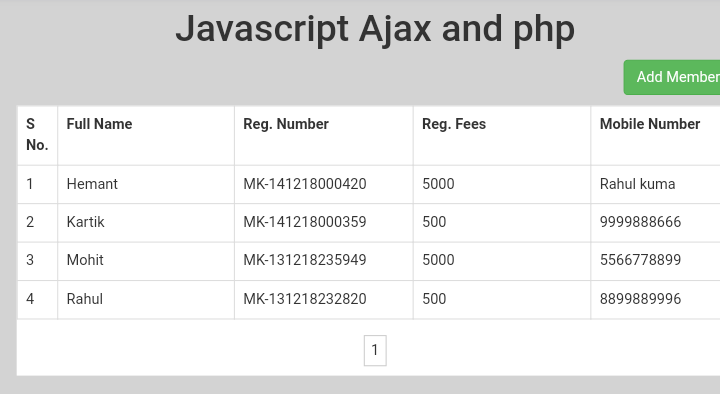 Javascript Ajax and php
Add Member
S No. Full Name Reg. Number Reg. Fees Mobile Number
1 Hemant MK-141218000420 5000 Rahul kuma
2 Kartik MK-141218000359 500 9999888666
3 Mohit MK-131218235949 5000 5566778899
4 Rahul MK-131218232820 500 8899889996
1